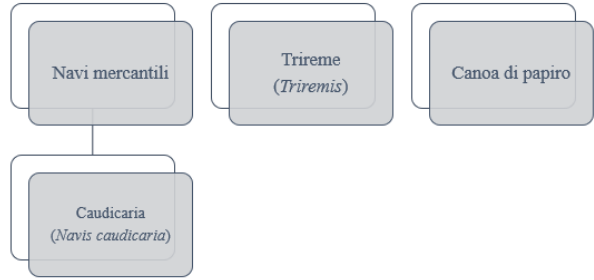 Navi mercantili
Trireme
(Triremis)
Canoa di papiro
Caudicaria
(Navis caudicaria)